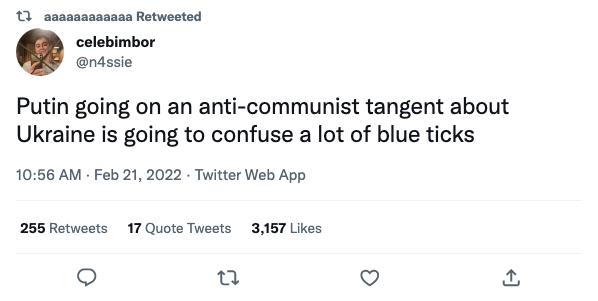 aaaaaaaaaaaa Retweeted
celebimbor
@n4ssie
Putin going on an anti-communist tangent about
Ukraine is going to confuse a lot of blue ticks
10:56 AM · Feb 21, 2022 · Twitter Web App
255 Retweets 17 Quote Tweets 3,157 Likes